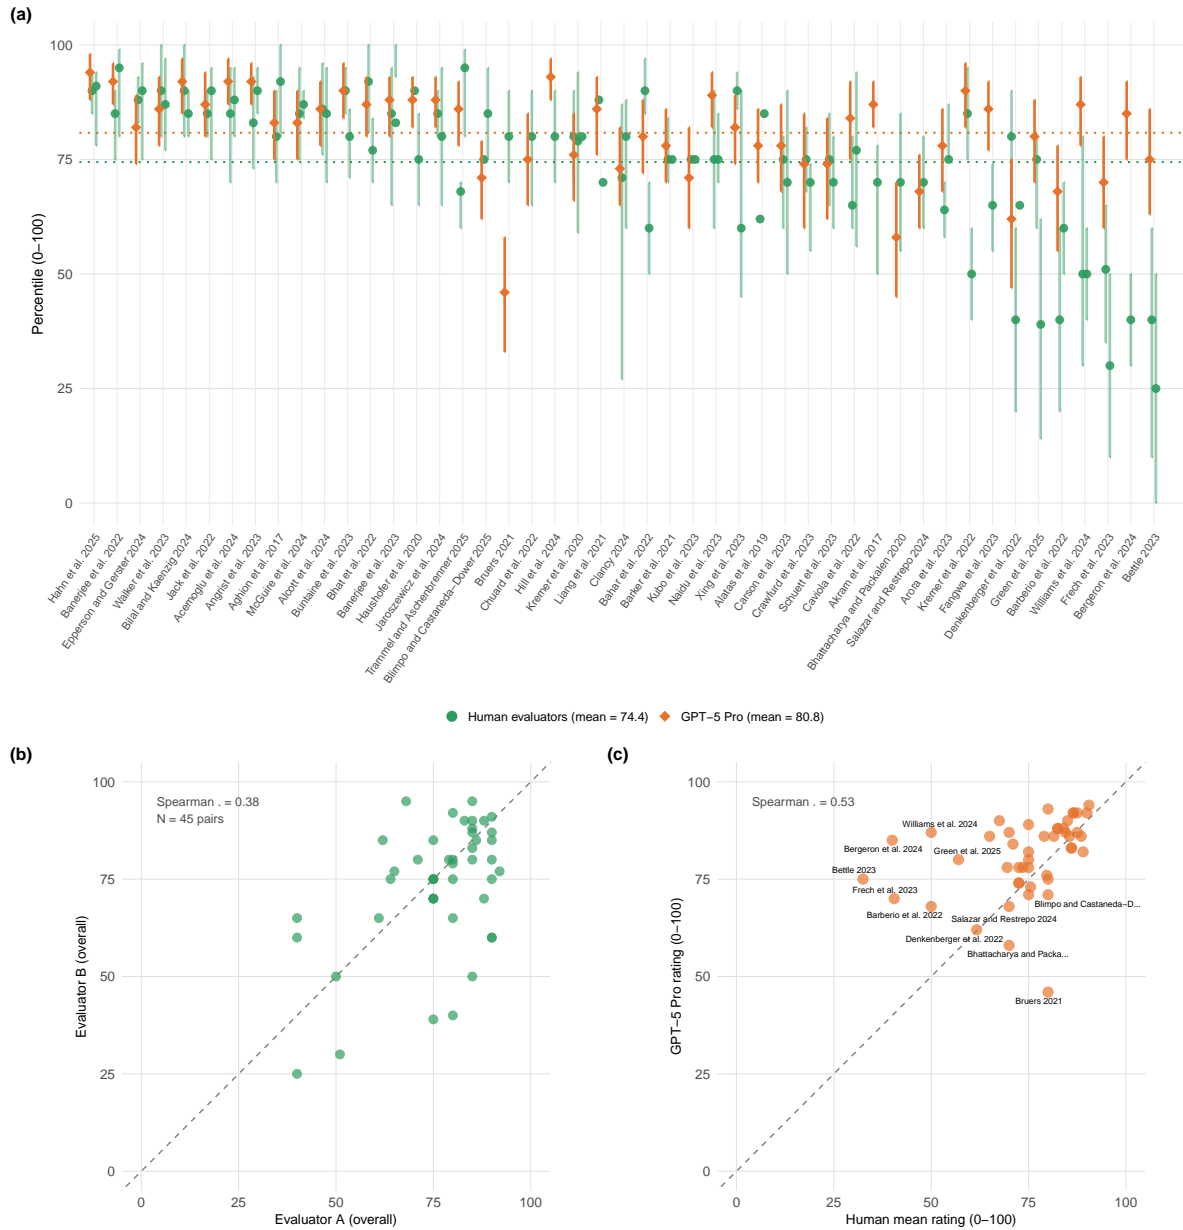 (a)
100
75
50
25
0
Percentile (0−100)
Hahn et al. 2025
Banerjee et al. 2022
Epperson and Gerster 2024
Walker et al. 2023
Bilal and Kaenzig 2024
Jack et al. 2022
Acemoglu et al. 2024
Angrist et al. 2023
Aghion et al. 2017
McGuire et al. 2024
Alcott et al. 2024
Buntaine et al. 2023
Bhat et al. 2022
Banerjee et al. 2023
Haushofer et al. 2020
Jaroszewicz et al. 2024
Trammel and Aschenbrenner 2025
Blimpo and Castaneda−Dower 2025
Bruers 2021
Chuard et al. 2022
Hill et al. 2024
Kremer et al. 2020
Liang et al. 2021
Clancy 2024
Bahar et al. 2022
Barker et al. 2021
Kubo et al. 2023
Naidu et al. 2023
Xing et al. 2023
Alatas et al. 2019
Carson et al. 2023
Crawfurd et al. 2023
Schuett et al. 2023
Caviola et al. 2022
Akram et al. 2017
Bhattacharya and Packalen 2020
Salazar and Restrepo 2024
Arora et al. 2023
Kremer et al. 2022
Fangwa et al. 2023
Denkenberger et al. 2022
Green et al. 2025
Barberio et al. 2022
Williams et al. 2024
Frech et al. 2023
Bergeron et al. 2024
Bettle 2023
Human evaluators (mean = 74.4) GPT−5 Pro (mean = 80.8)
(b)
Spearman . = 0.38
N = 45 pairs
100
75
50
25
0
Evaluator B (overall)
0 25 50 75 100
Evaluator A (overall)
(c)
Spearman . = 0.53
100
75
50
25
0
GPT−5 Pro rating (0−100)
Williams et al. 2024
Bergeron et al. 2024
Green et al. 2025
Bettle 2023
Frech et al. 2023
Blimpo and Castaneda−D...
Barberio et al. 2022
Salazar and Restrepo 2024
Denkenberger et al. 2022
Bhattacharya and Packa...
Bruers 2021
0 25 50 75 100
Human mean rating (0−100)